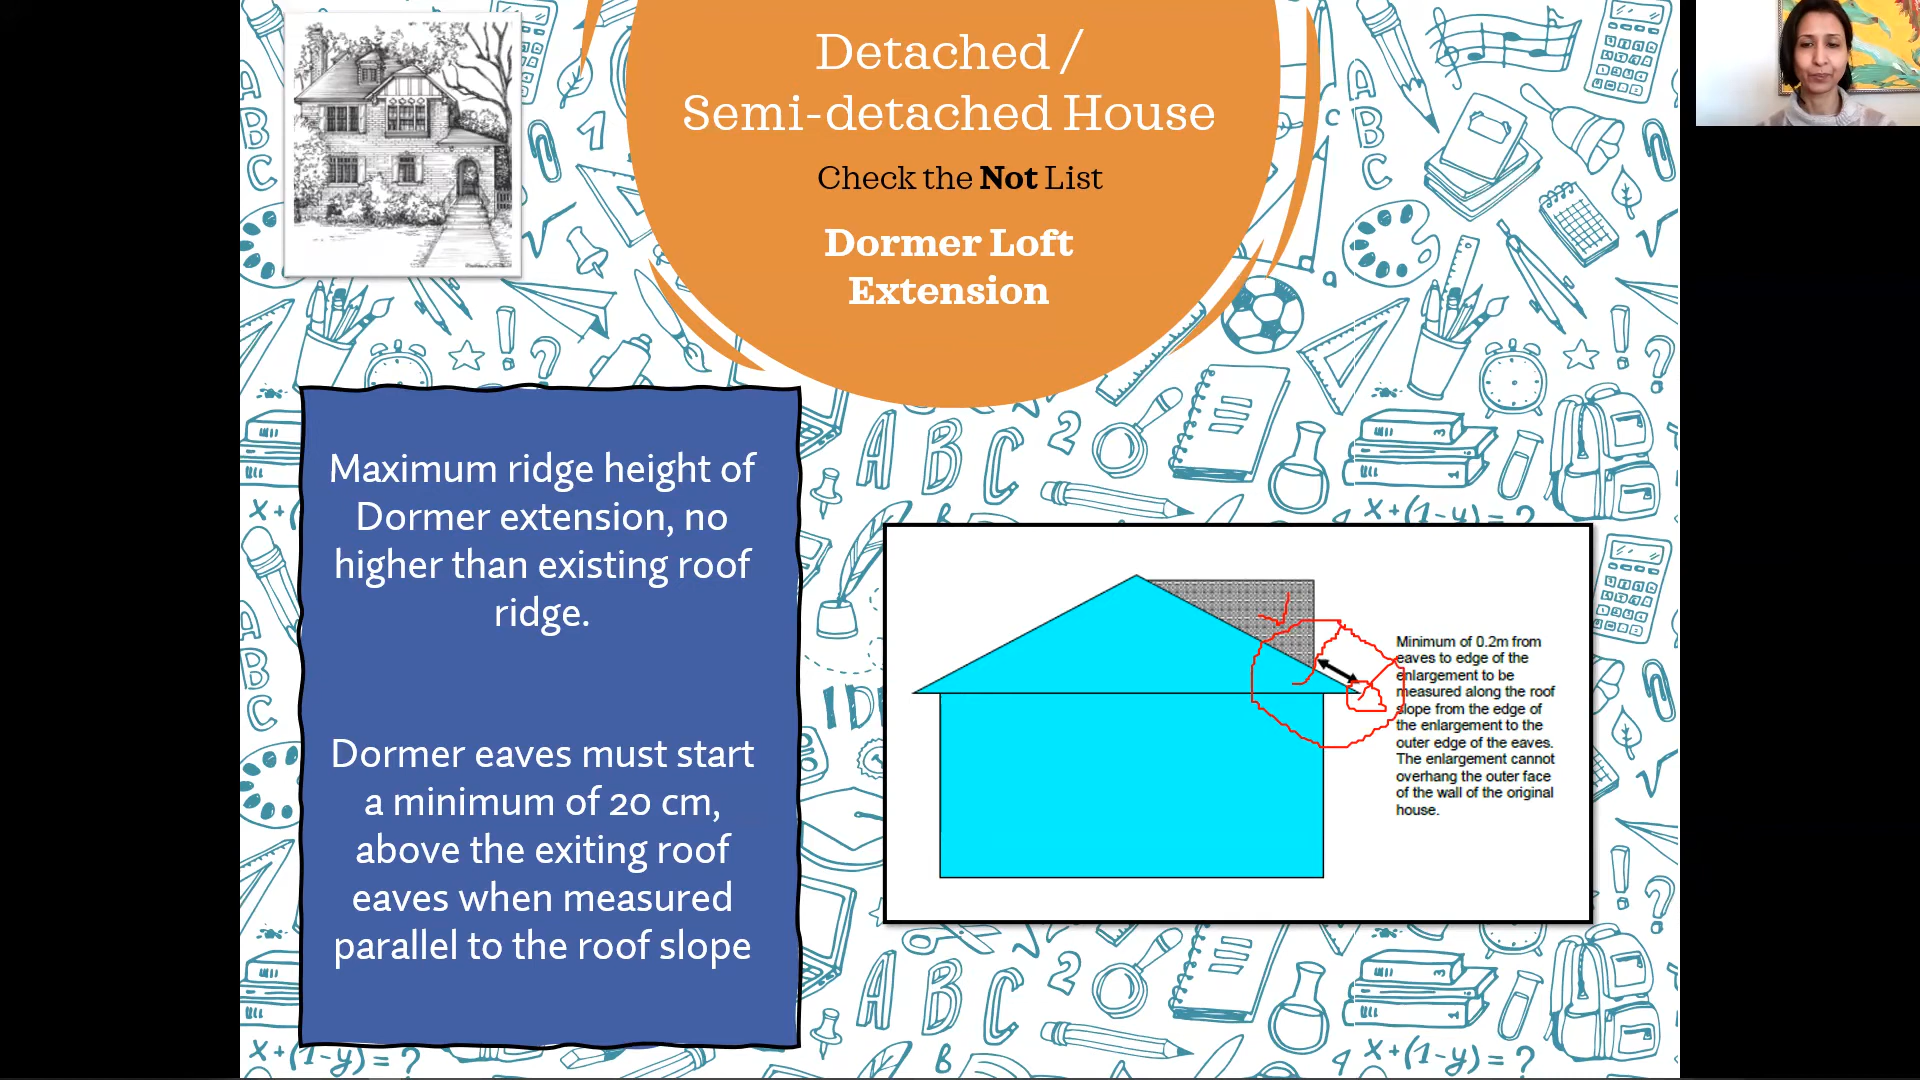 Detached /
Semi-detached House
Check the Not List
Dormer Loft
Extension
Maximum ridge height of
Dormer extension, no
higher than existing roof
ridge.
Dormer eaves must start
a minimum of 20 cm,
above the exiting roof
eaves when measured
parallel to the roof slope
Minimum of 0.2m from
eaves to edge of the
enlargement to be
measured along the roof
slope from the edge of
the enlargement to the
outer edge of the eaves.
The enlargement cannot
overhang the outer face
of the wall of the original
house.